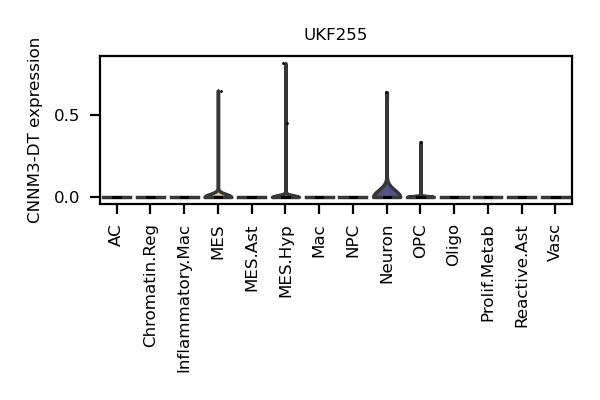 UKF255
CNNM3-DT expression
0.5
0.0
AC
Chromatin.Reg
Inflammatory.Mac
MES
MES.Ast
MES.Hyp
Mac
NPC
Neuron
OPC
Oligo
Prolif.Metab
Reactive.Ast
Vasc